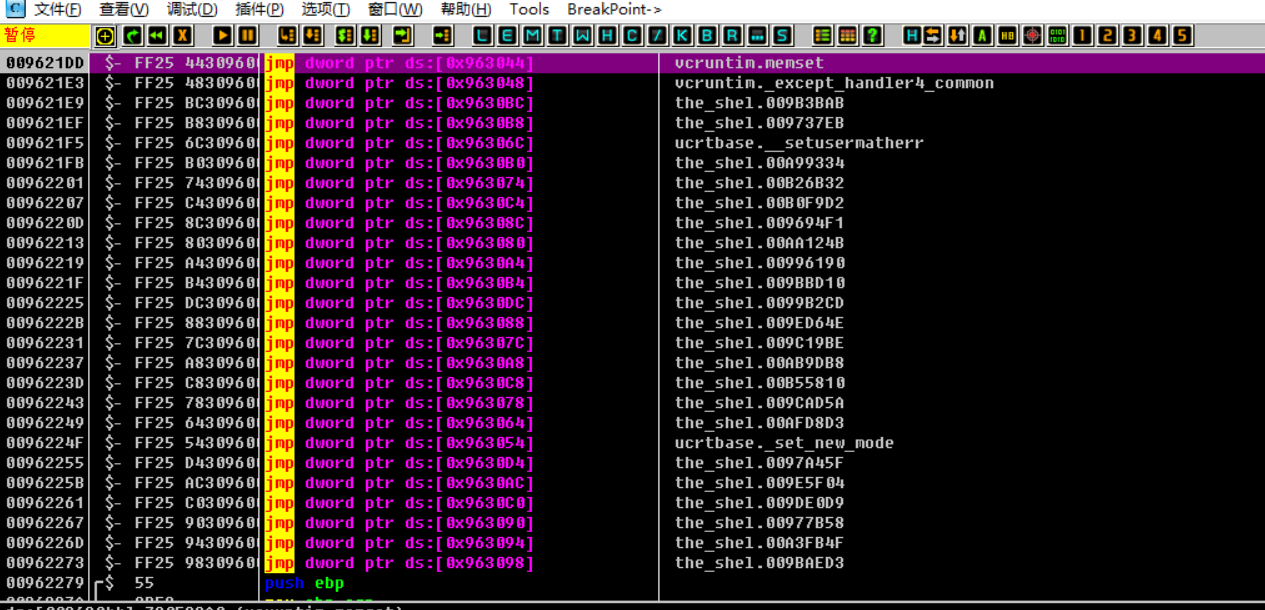 C 文件(F) 查看(V) 调试(D) 插件(P) 选项(T) 窗口(W) 帮助(H) Tools BreakPoint->
暂停 L E M T W H C / K B R ... S ? H A HB 0101 1010 1 2 3 4 5
009621DD $- FF25 44309600 jmp dword ptr ds:[0x963044] vcruntim.memset
009621E3 $- FF25 48309600 jmp dword ptr ds:[0x963048] vcruntim._except_handler4_common
009621E9 $- FF25 BC309600 jmp dword ptr ds:[0x9630BC] the_shel.009B3BAB
009621EF $- FF25 B8309600 jmp dword ptr ds:[0x9630B8] the_shel.009737EB
009621F5 $- FF25 6C309600 jmp dword ptr ds:[0x96306C] ucrtbase.__setusermatherr
009621FB $- FF25 B0309600 jmp dword ptr ds:[0x9630B0] the_shel.00A99334
00962201 $- FF25 74309600 jmp dword ptr ds:[0x963074] the_shel.00B26B32
00962207 $- FF25 C4309600 jmp dword ptr ds:[0x9630C4] the_shel.00B0F9D2
0096220D $- FF25 8C309600 jmp dword ptr ds:[0x96308C] the_shel.009694F1
00962213 $- FF25 80309600 jmp dword ptr ds:[0x963080] the_shel.00AA124B
00962219 $- FF25 A4309600 jmp dword ptr ds:[0x9630A4] the_shel.00996190
0096221F $- FF25 B4309600 jmp dword ptr ds:[0x9630B4] the_shel.009BBD10
00962225 $- FF25 DC309600 jmp dword ptr ds:[0x9630DC] the_shel.0099B2CD
0096222B $- FF25 88309600 jmp dword ptr ds:[0x963088] the_shel.009ED64E
00962231 $- FF25 7C309600 jmp dword ptr ds:[0x96307C] the_shel.009C19BE
00962237 $- FF25 A8309600 jmp dword ptr ds:[0x9630A8] the_shel.00AB9DB8
0096223D $- FF25 C8309600 jmp dword ptr ds:[0x9630C8] the_shel.00B55810
00962243 $- FF25 78309600 jmp dword ptr ds:[0x963078] the_shel.009CAD5A
00962249 $- FF25 64309600 jmp dword ptr ds:[0x963064] the_shel.00AFD8D3
0096224F $- FF25 54309600 jmp dword ptr ds:[0x963054] ucrtbase._set_new_mode
00962255 $- FF25 D4309600 jmp dword ptr ds:[0x9630D4] the_shel.0097A45F
0096225B $- FF25 AC309600 jmp dword ptr ds:[0x9630AC] the_shel.009E5F04
00962261 $- FF25 C0309600 jmp dword ptr ds:[0x9630C0] the_shel.009DE0D9
00962267 $- FF25 90309600 jmp dword ptr ds:[0x963090] the_shel.00977B58
0096226D $- FF25 94309600 jmp dword ptr ds:[0x963094] the_shel.00A3FB4F
00962273 $- FF25 98309600 jmp dword ptr ds:[0x963098] the_shel.009BAED3
00962279 $ 55 push ebp